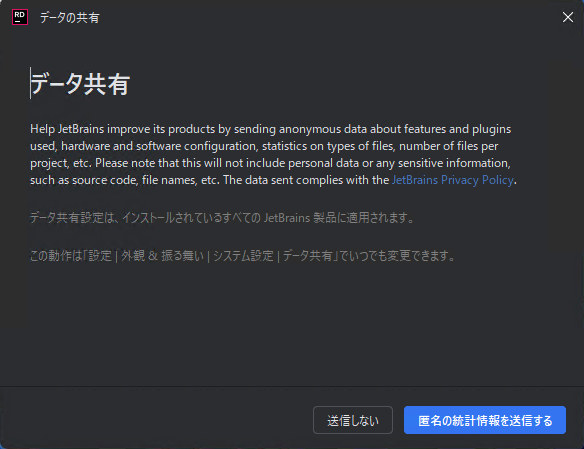 RD データの共有
データ共有
Help JetBrains improve its products by sending anonymous data about features and plugins
used, hardware and software configuration, statistics on types of files, number of files per
project, etc. Please note that this will not include personal data or any sensitive information,
such as source code, file names, etc. The data sent complies with the JetBrains Privacy Policy.
データ共有設定は、インストールされているすべての JetBrains 製品に適用されます。
この動作は「設定 | 外観 & 振る舞い | システム設定 | データ共有」でいつでも変更できます。
送信しない 匿名の統計情報を送信する